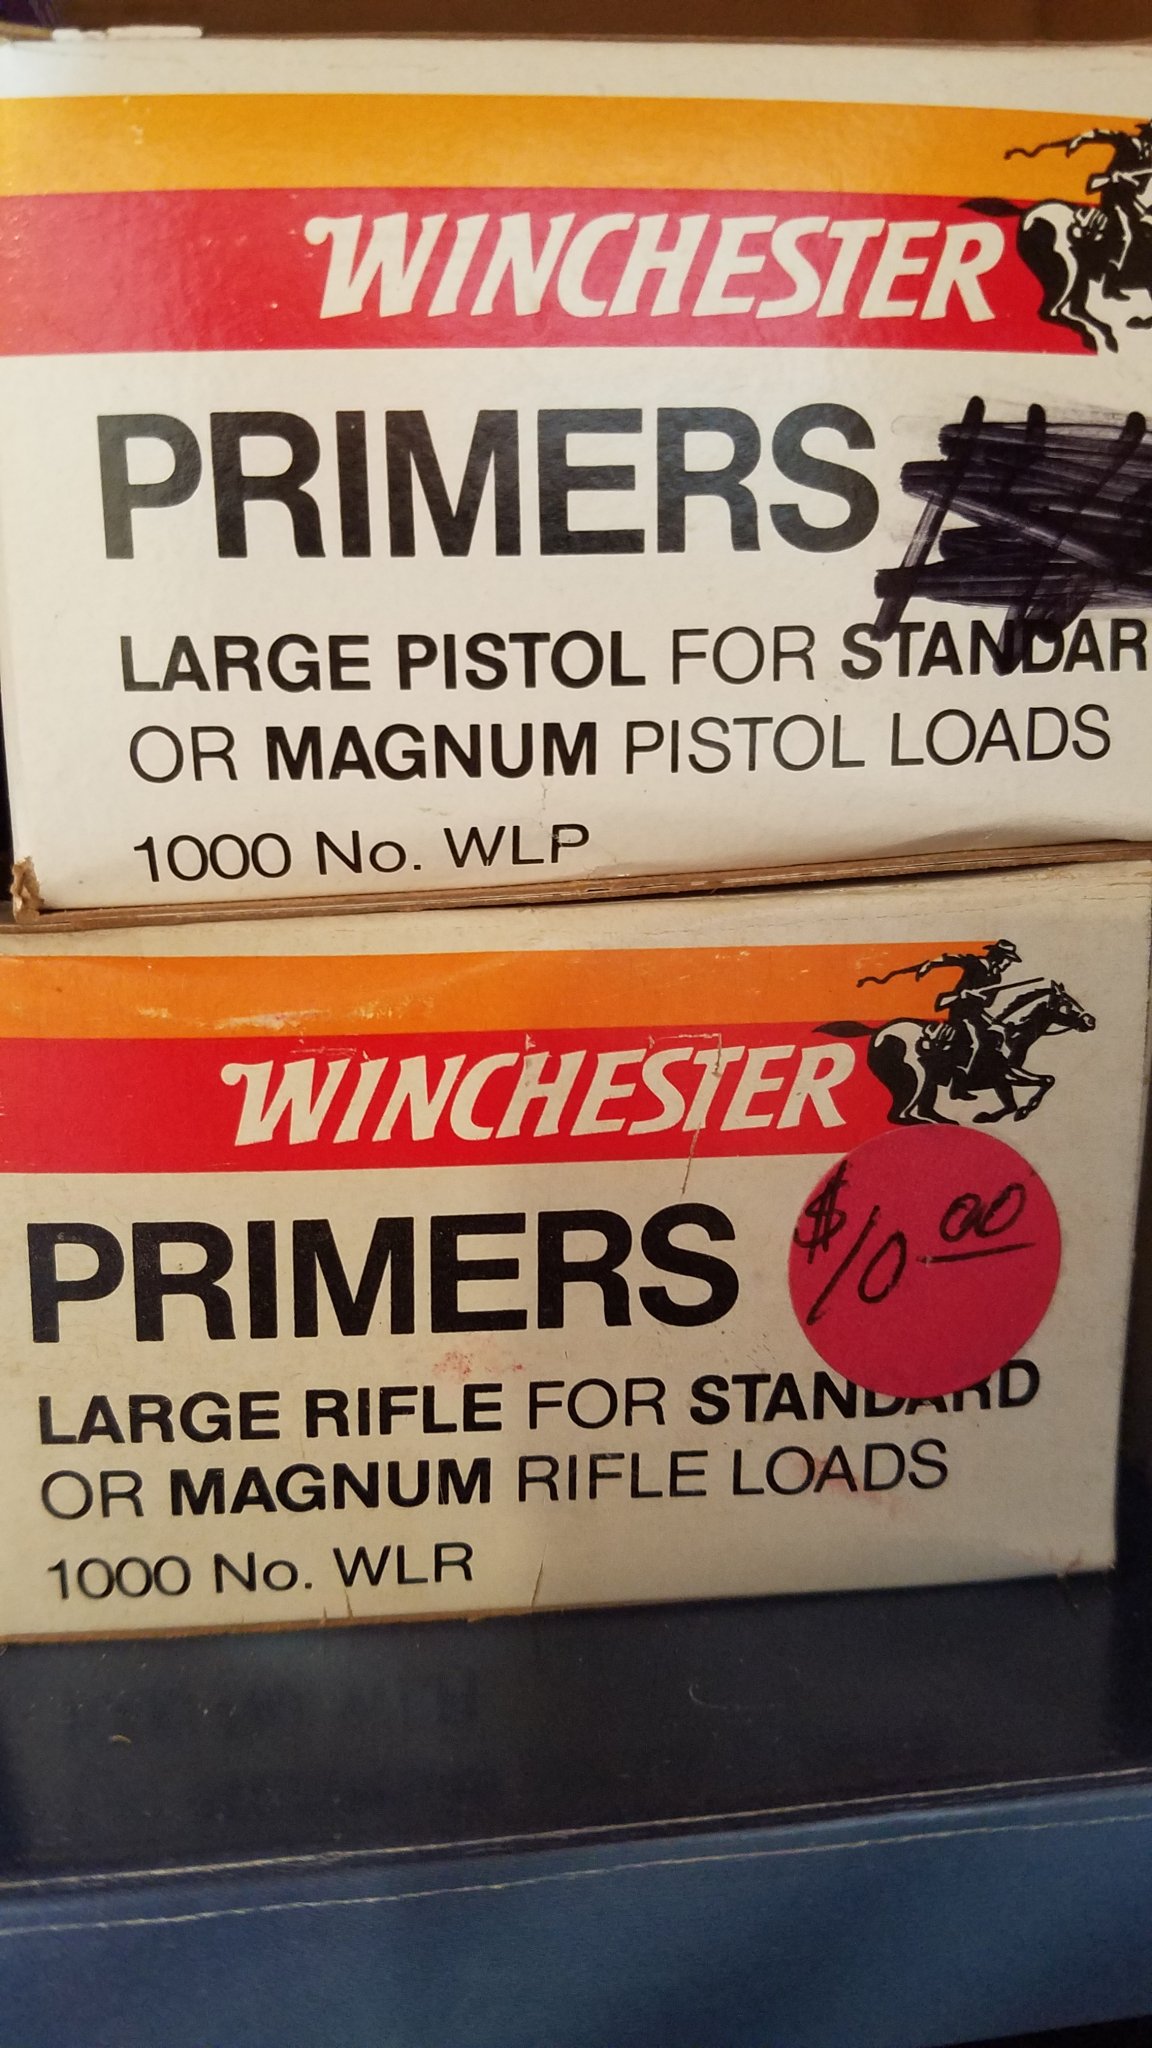 WINCHESTER
PRIMERS
LARGE PISTOL FOR STANDAR
OR MAGNUM PISTOL LOADS
1000 No. WLP
WINCHESTER
PRIMERS
$10.00
LARGE RIFLE FOR STANDARD
OR MAGNUM RIFLE LOADS
1000 No. WLR